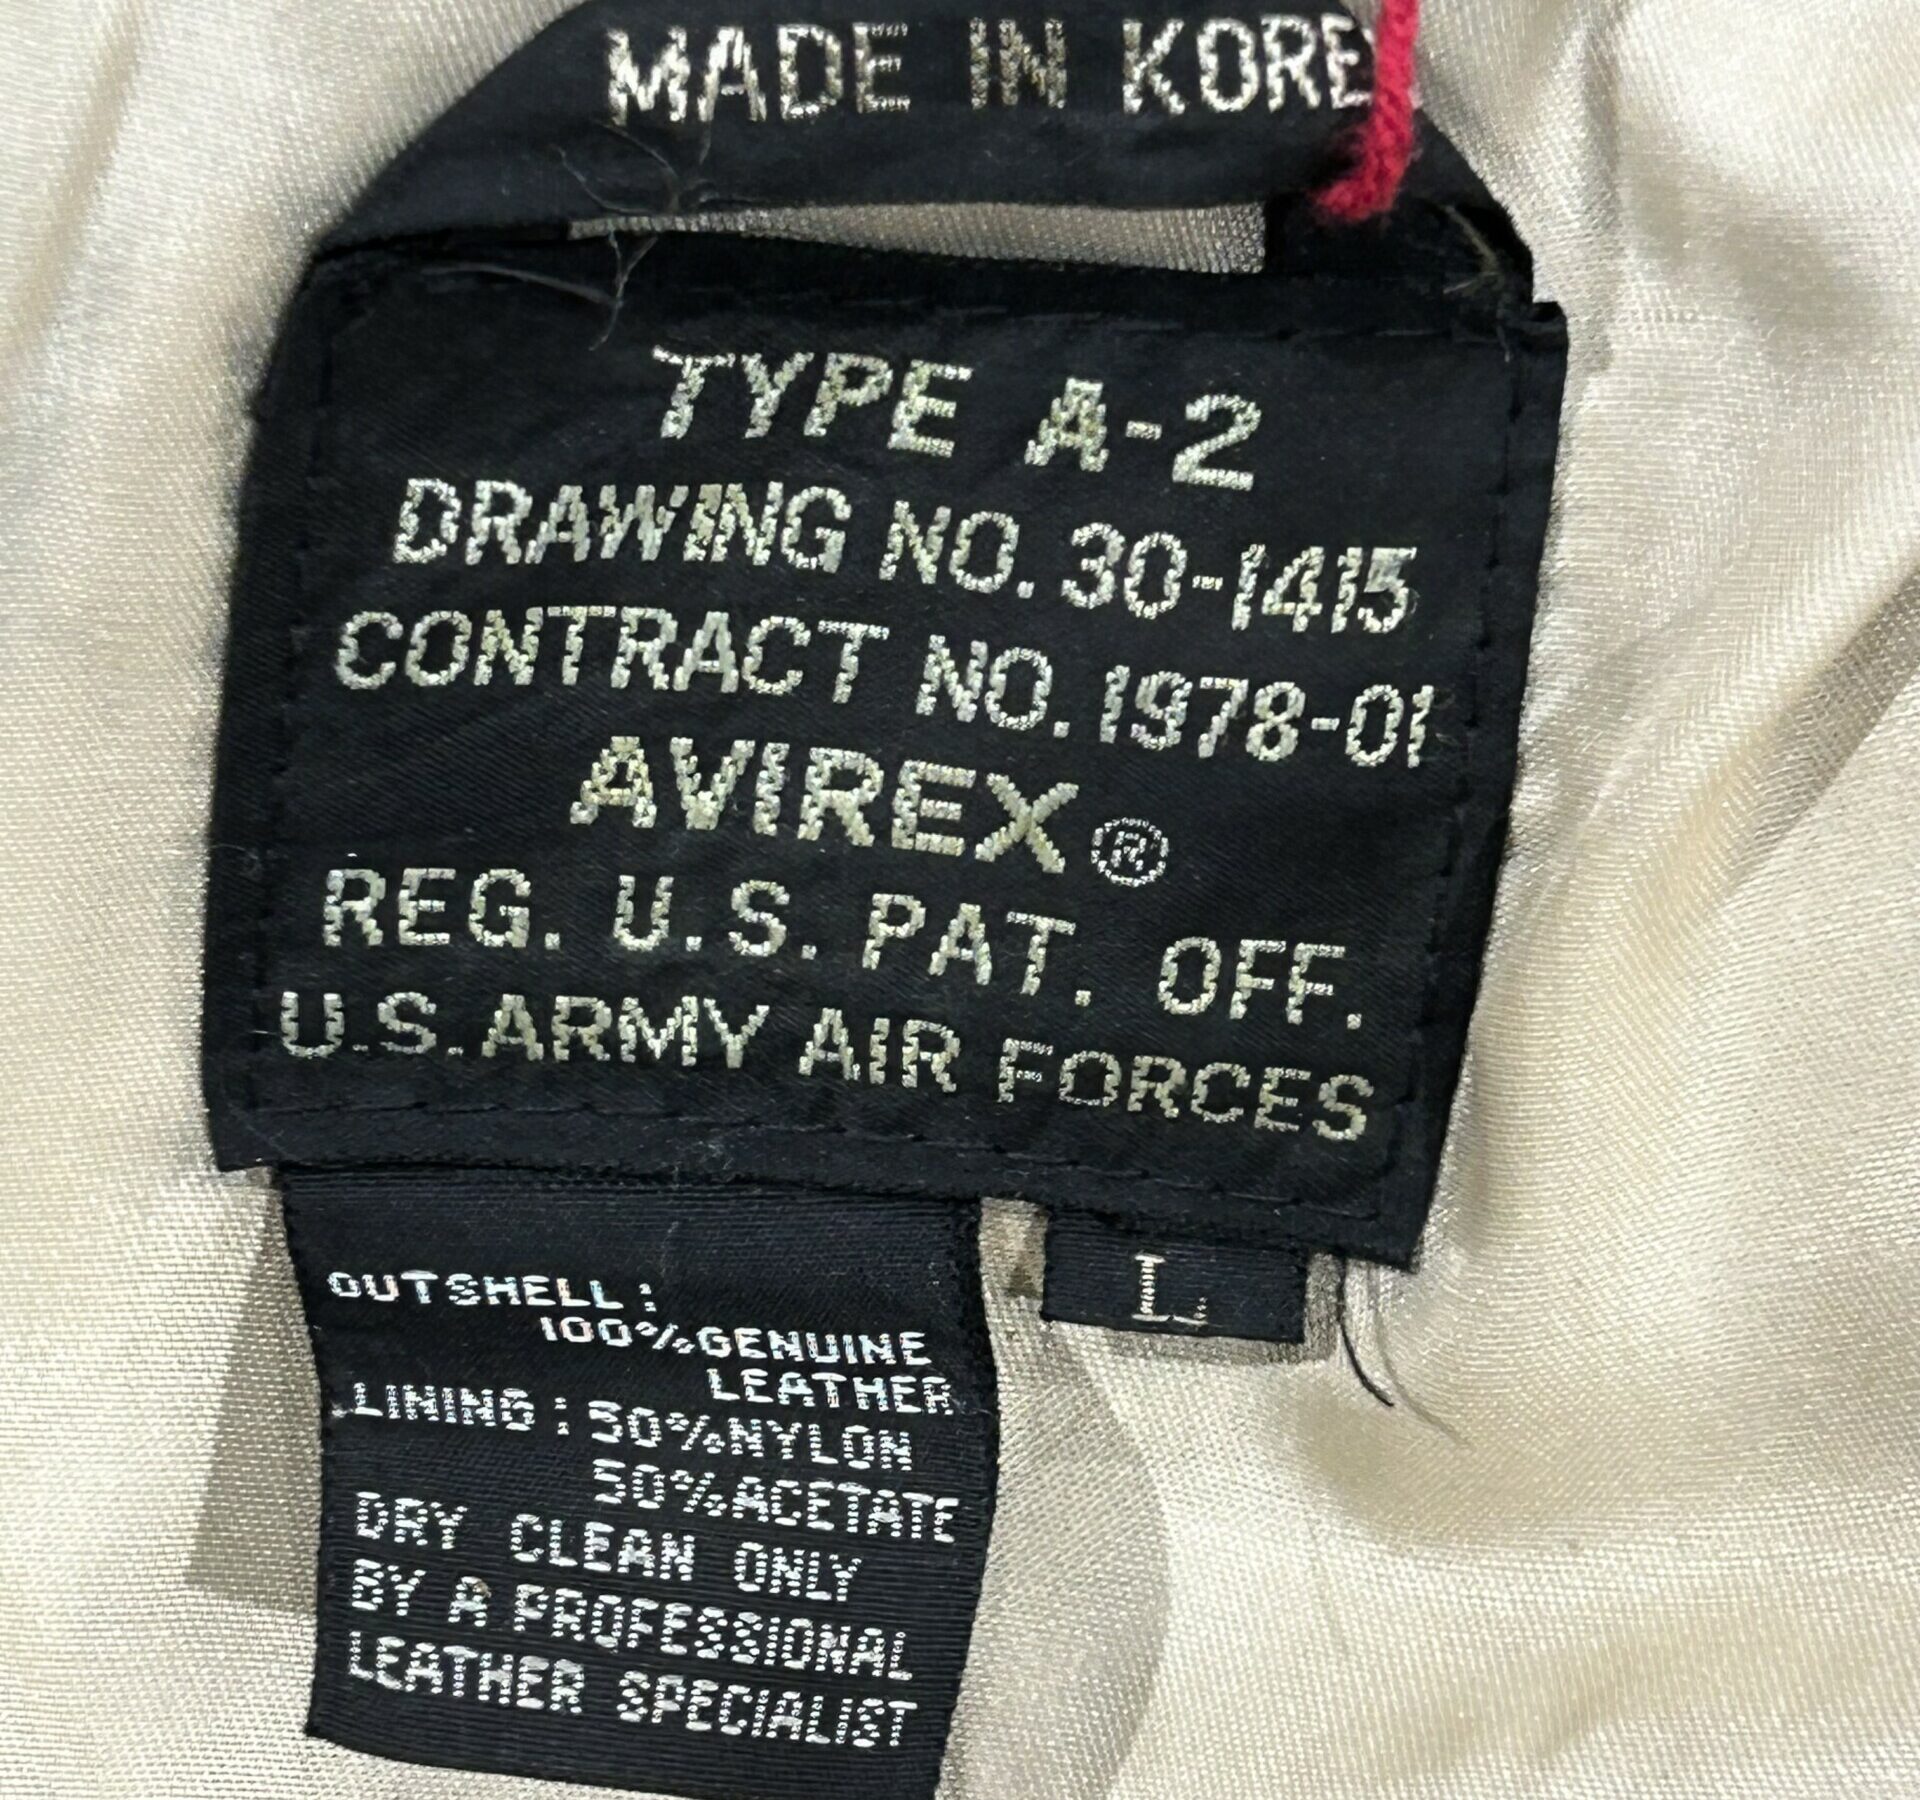 MADE IN KORE
TYPE A-2
DRAWING NO. 30-1415
CONTRACT NO. 1978-01
AVIREX®
REG. U.S. PAT. OFF.
U.S. ARMY AIR FORCES
L
OUTSHELL:
100%GENUINE
LEATHER
LINING: 50%NYLON
50%ACETATE
DRY CLEAN ONLY
BY A PROFESSIONAL
LEATHER SPECIALIST